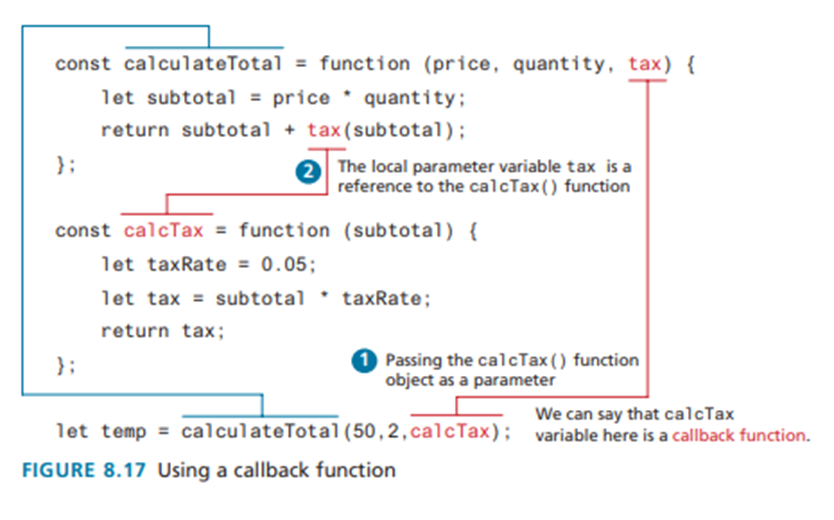 const calculateTotal = function (price, quantity, tax) {
let subtotal = price * quantity;
return subtotal + tax(subtotal);
};
2 The local parameter variable tax is a
reference to the calcTax() function
const calcTax = function (subtotal) {
let taxRate = 0.05;
let tax = subtotal * taxRate;
return tax;
};
1 Passing the calcTax() function
object as a parameter
let temp = calculateTotal(50,2,calcTax);
We can say that calcTax
variable here is a callback function.
FIGURE 8.17 Using a callback function